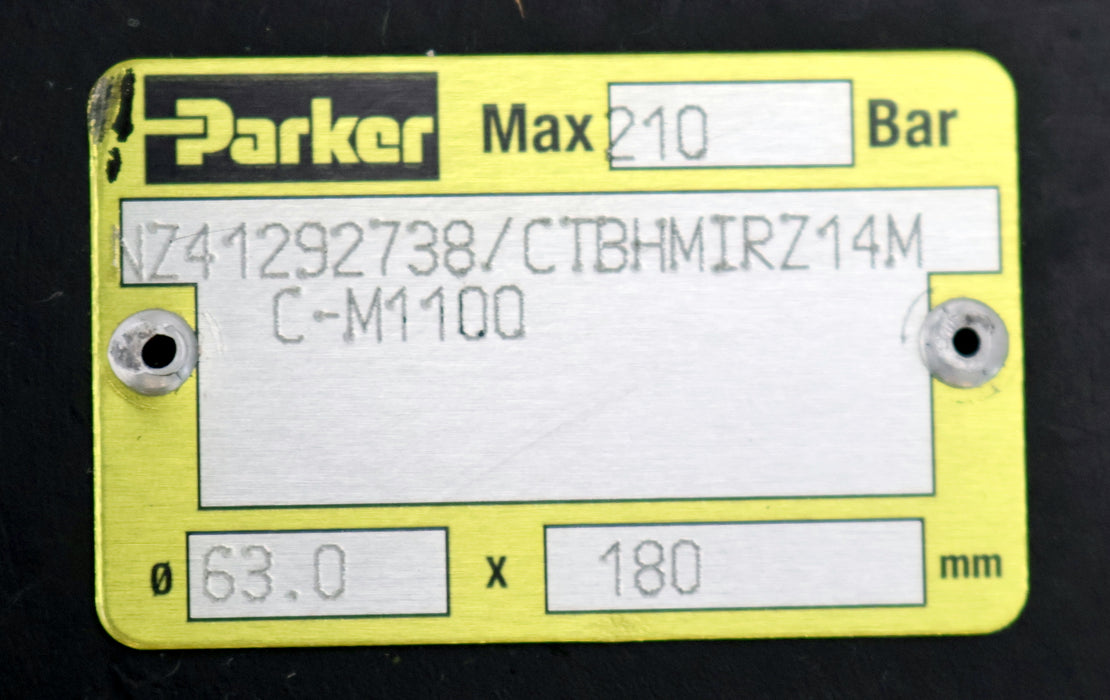 Parker Max 210 Bar
NZ41292738/CTBHMIRZ14M
C-M1100
ø 63.0 x 180 mm